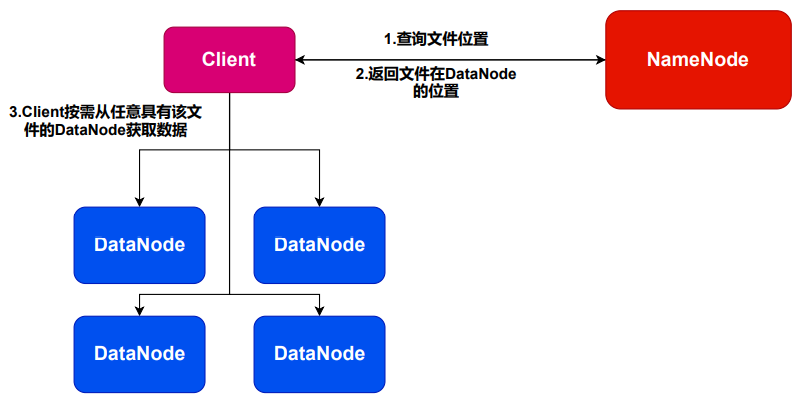 1.查询文件位置
Client
NameNode
2.返回文件在DataNode
的位置
3.Client按需从任意具有该文
件的DataNode获取数据
DataNode
DataNode
DataNode
DataNode